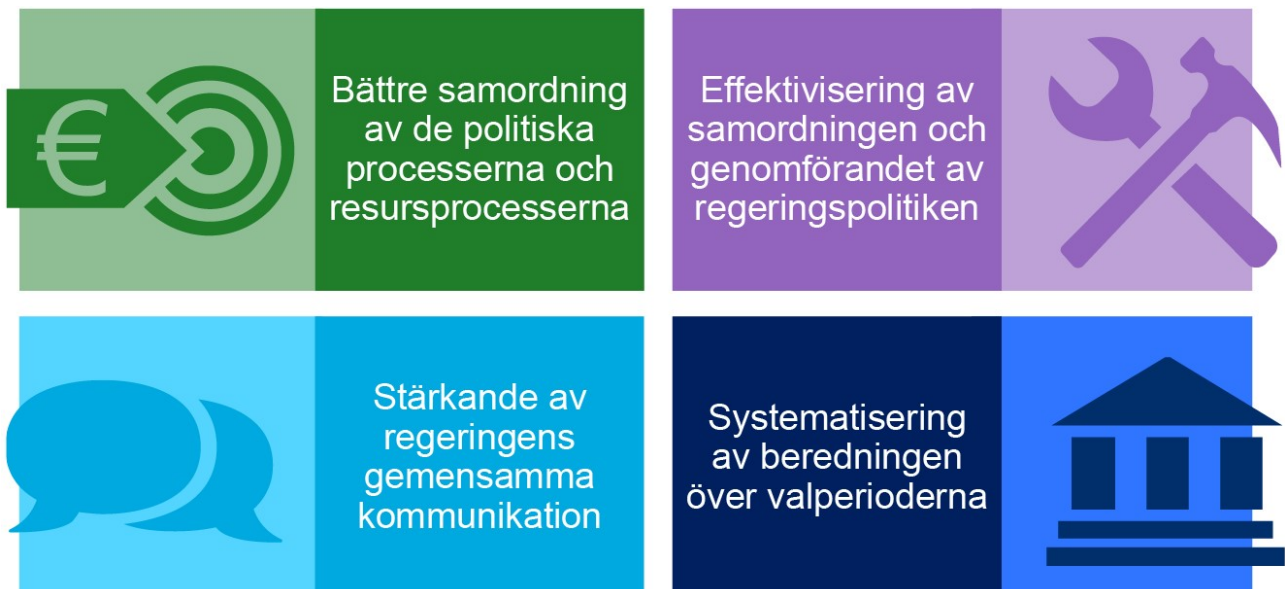 €
Bättre samordning
av de politiska
processerna och
resursprocesserna
Effektivisering av
samordningen och
genomförandet av
regeringspolitiken
Stärkande av
regeringens
gemensamma
kommunikation
Systematisering
av beredningen
över valperioderna